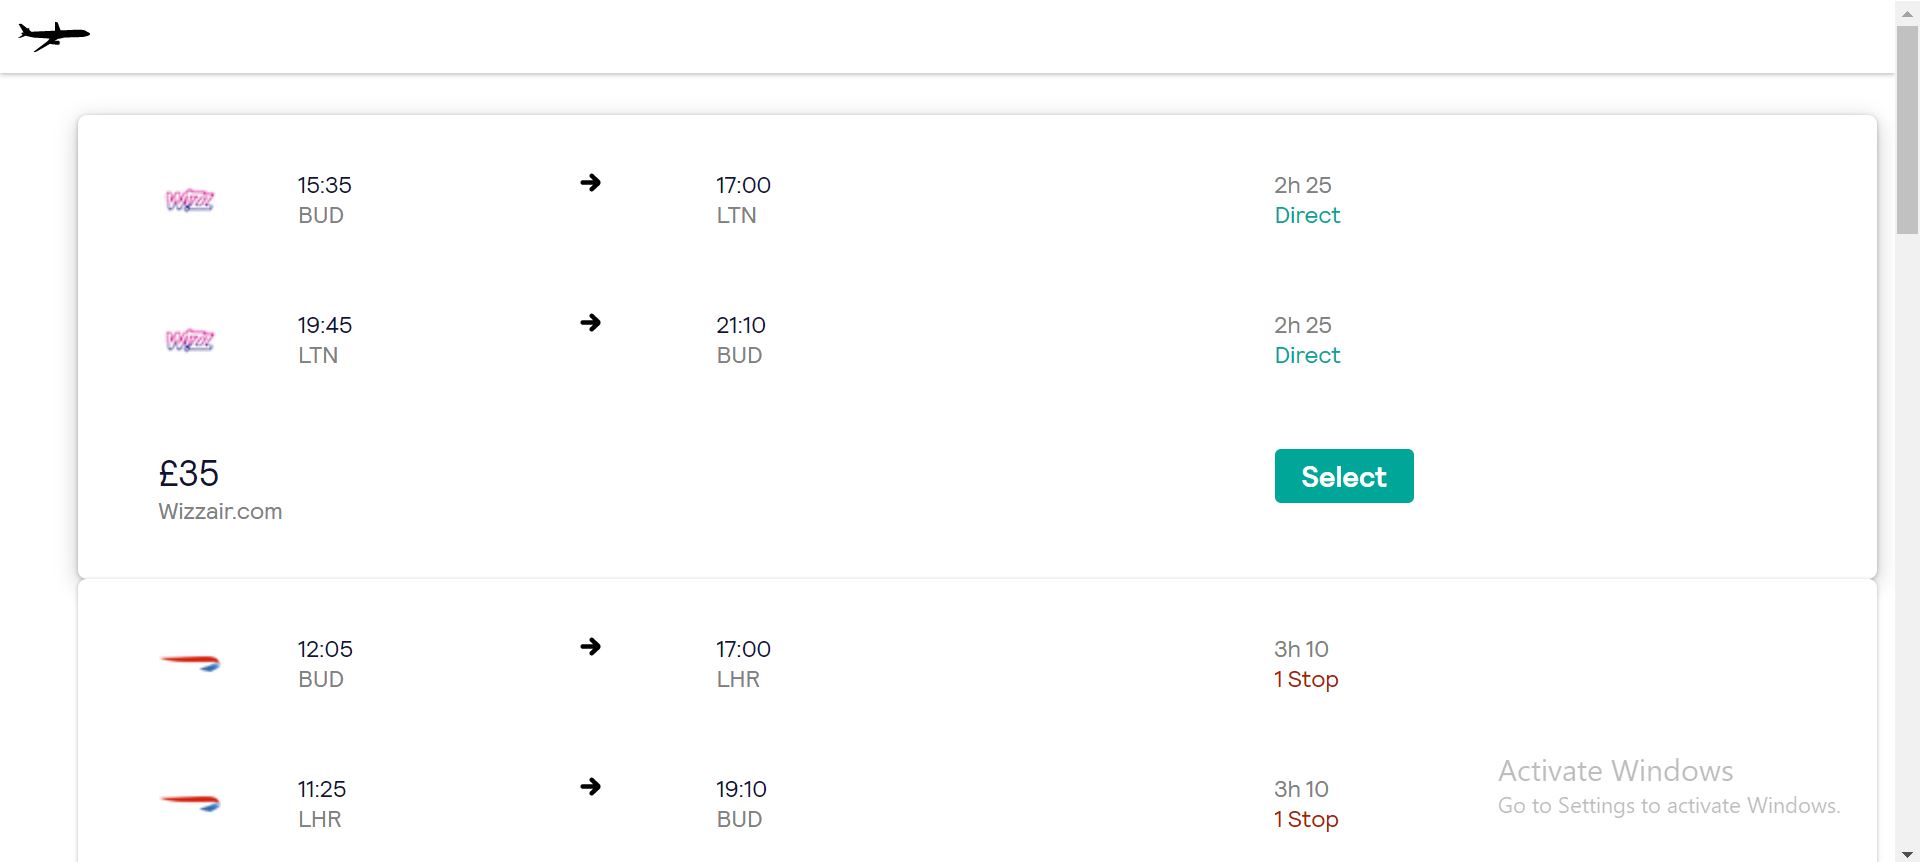 15:35 17:00 2h 25
BUD LTN Direct
19:45 21:10 2h 25
LTN BUD Direct
£35 Select
Wizzair.com
12:05 17:00 3h 10
BUD LHR 1 Stop
11:25 19:10 3h 10
LHR BUD 1 Stop
Activate Windows
Go to Settings to activate Windows.